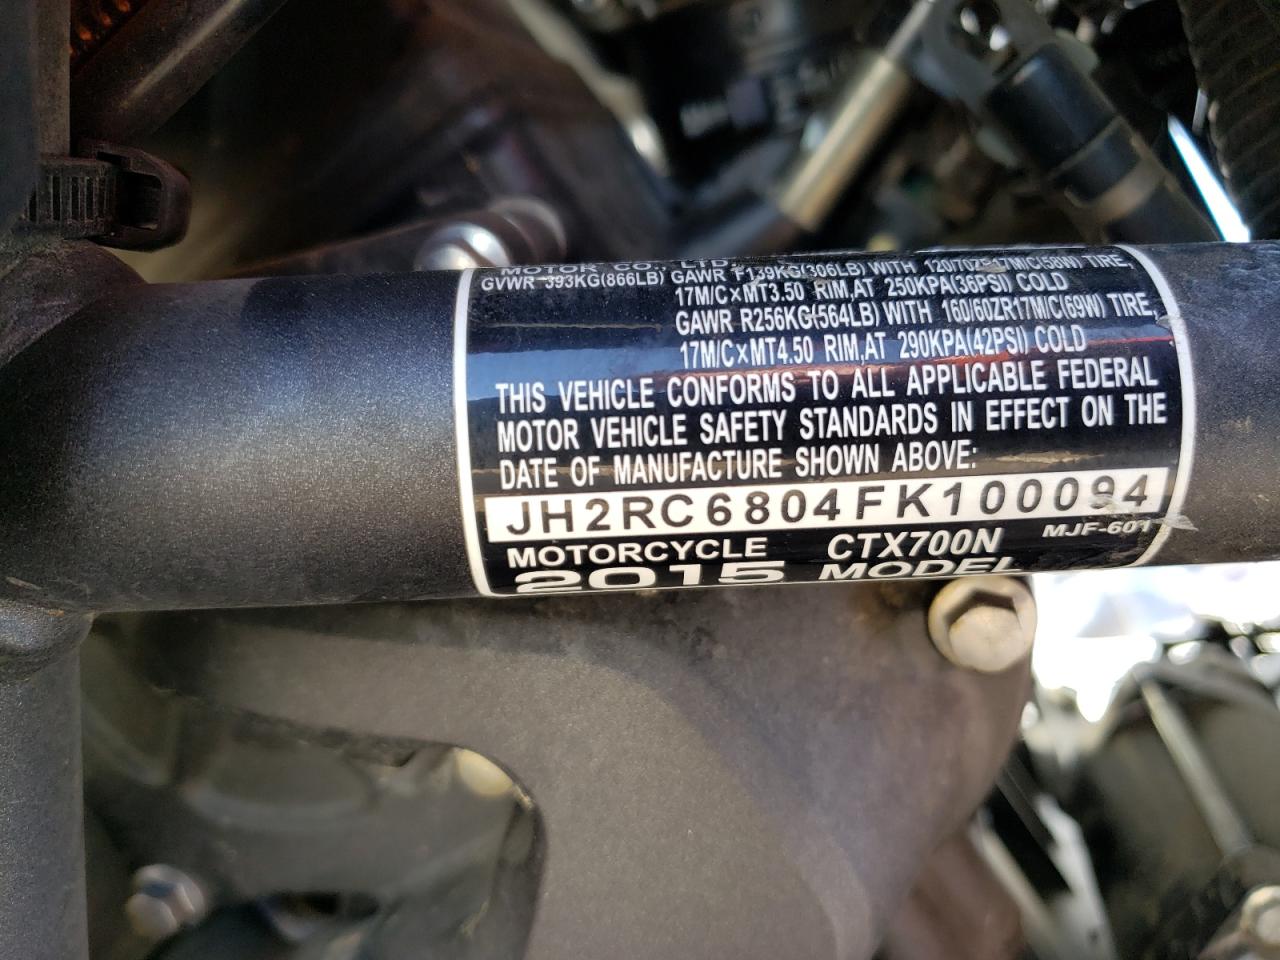 MOTOR CO., LTD.
GVWR 393KG(866LB) GAWR F139KG(306LB) WITH 120/70ZR17M/C(58W) TIRE,
17M/C×MT3.50 RIM,AT 250KPA(36PSI) COLD
GAWR R256KG(564LB) WITH 160/60ZR17M/C(69W) TIRE,
17M/C×MT4.50 RIM,AT 290KPA(42PSI) COLD
THIS VEHICLE CONFORMS TO ALL APPLICABLE FEDERAL
MOTOR VEHICLE SAFETY STANDARDS IN EFFECT ON THE
DATE OF MANUFACTURE SHOWN ABOVE:
JH2RC6804FK100094
MOTORCYCLE CTX700N MJF-601
2015 MODEL